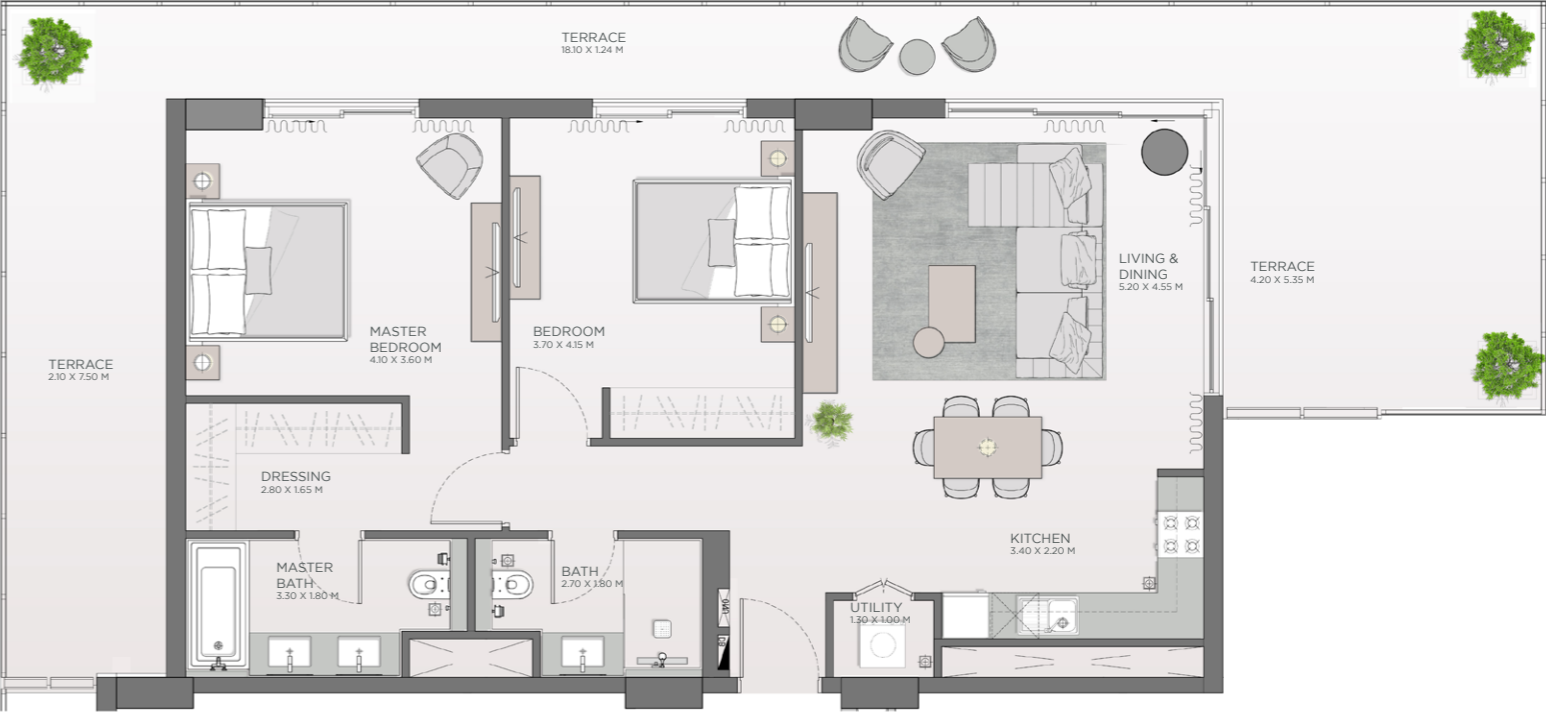 TERRACE
18.10 X 1.24 M
LIVING &
DINING
5.20 X 4.55 M
TERRACE
4.20 X 5.35 M
MASTER
BEDROOM
4.10 X 3.60 M
BEDROOM
3.70 X 4.15 M
TERRACE
2.10 X 7.50 M
DRESSING
2.80 X 1.65 M
KITCHEN
3.40 X 2.20 M
MASTER
BATH
3.30 X 1.80 M
BATH
2.70 X 1.80 M
UTILITY
1.30 X 1.00 M